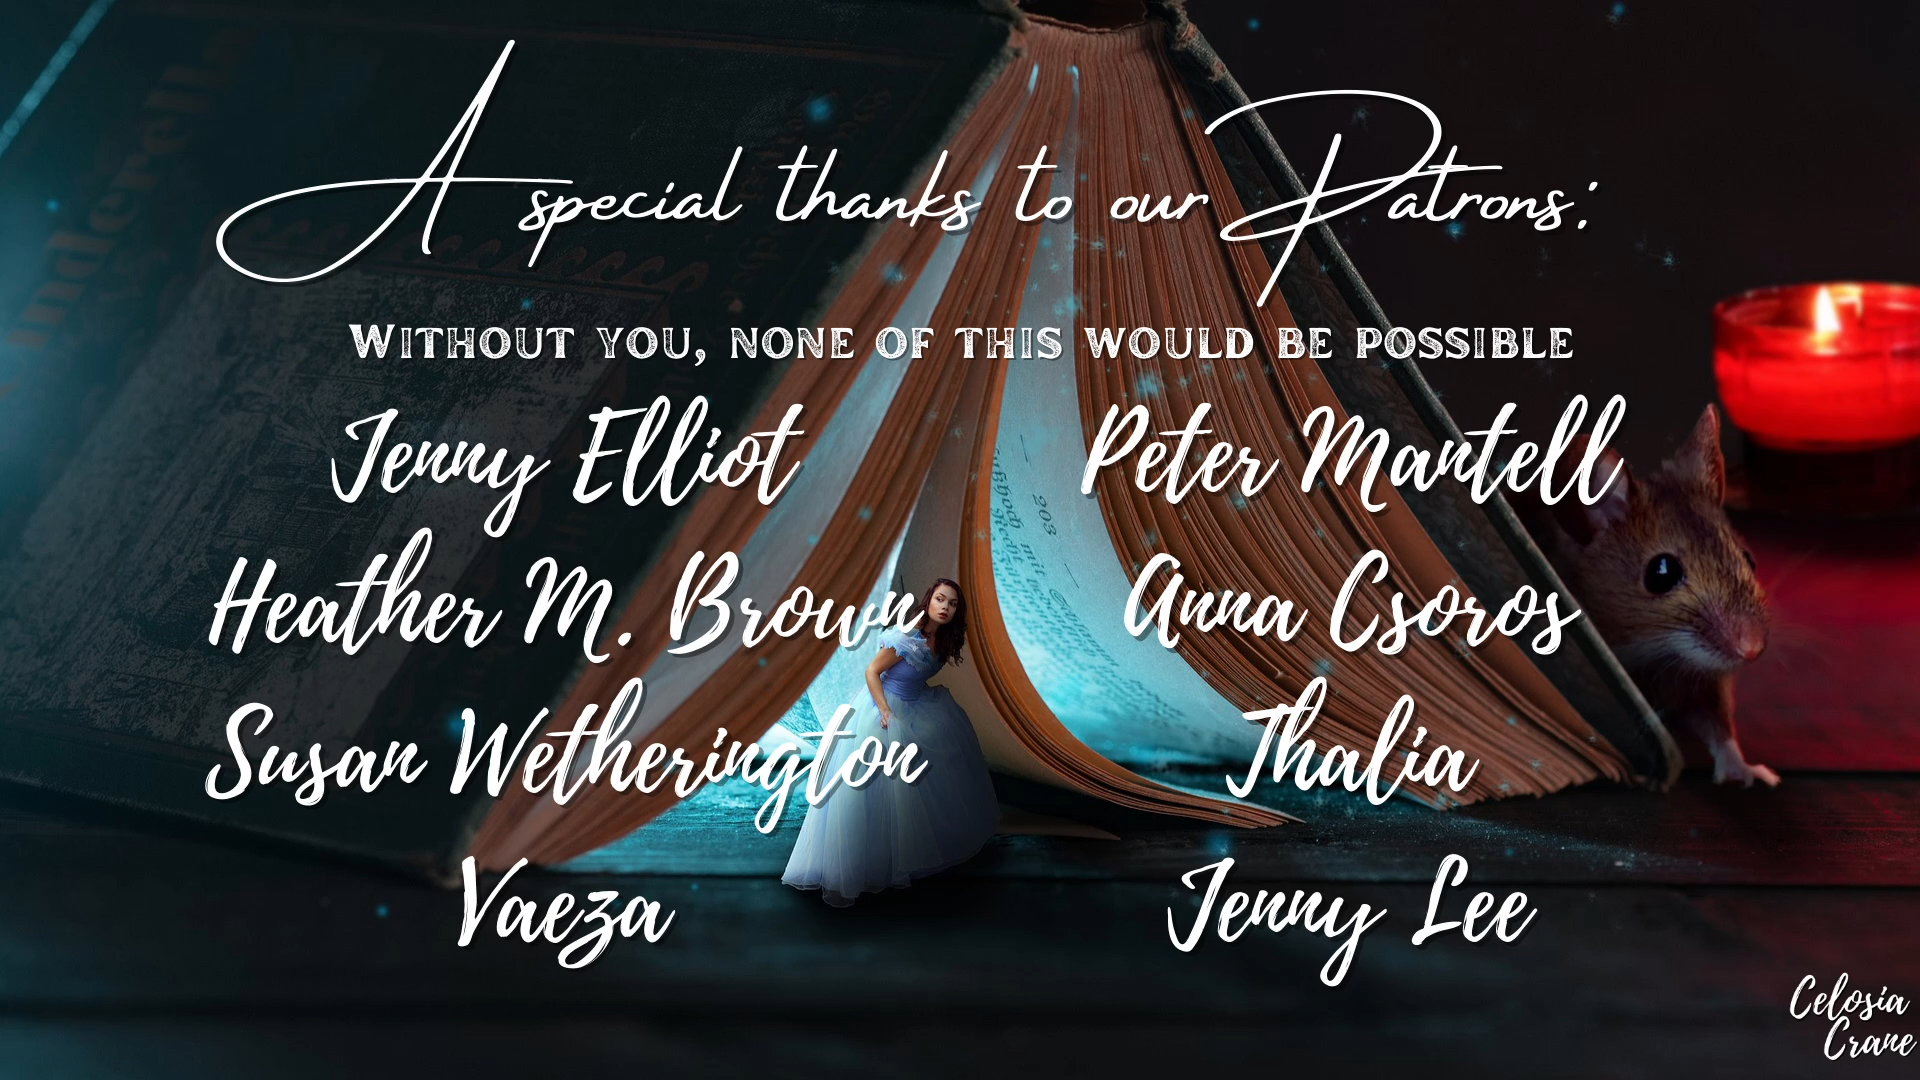 A special thanks to our Patrons:
Without you, none of this would be possible
Jenny Elliot
Peter Mantell
Heather M. Brown
Anna Csoros
Susan Wetherington
Thalia
Vaeza
Jenny Lee
Celosia
Crane
203